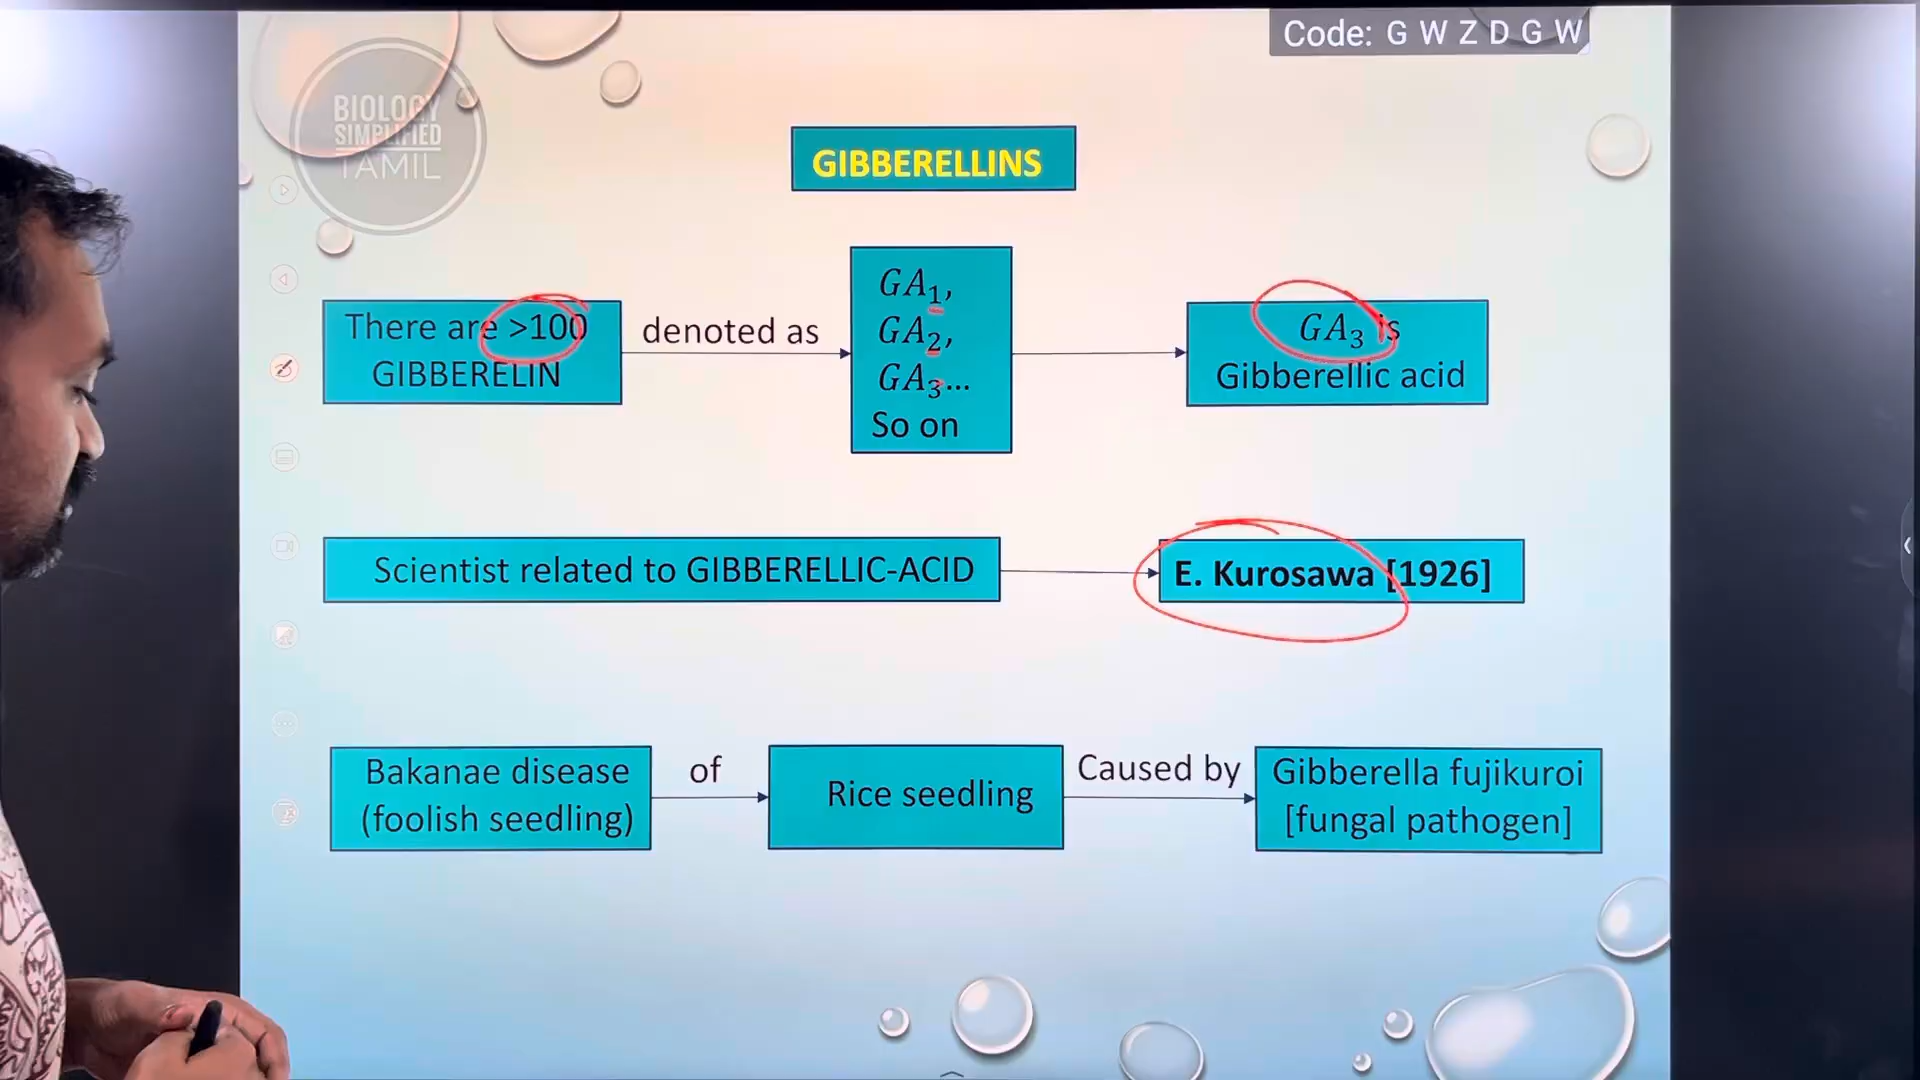 Code: G W Z D G W
BIOLOGY
SIMPLIFIED
TAMIL
GIBBERELLINS
There are >100
GIBBERELIN
denoted as
GA₁,
GA₂,
GA₃...
So on
GA₃ is
Gibberellic acid
Scientist related to GIBBERELLIC-ACID
E. Kurosawa [1926]
Bakanae disease
(foolish seedling)
of
Rice seedling
Caused by
Gibberella fujikuroi
[fungal pathogen]